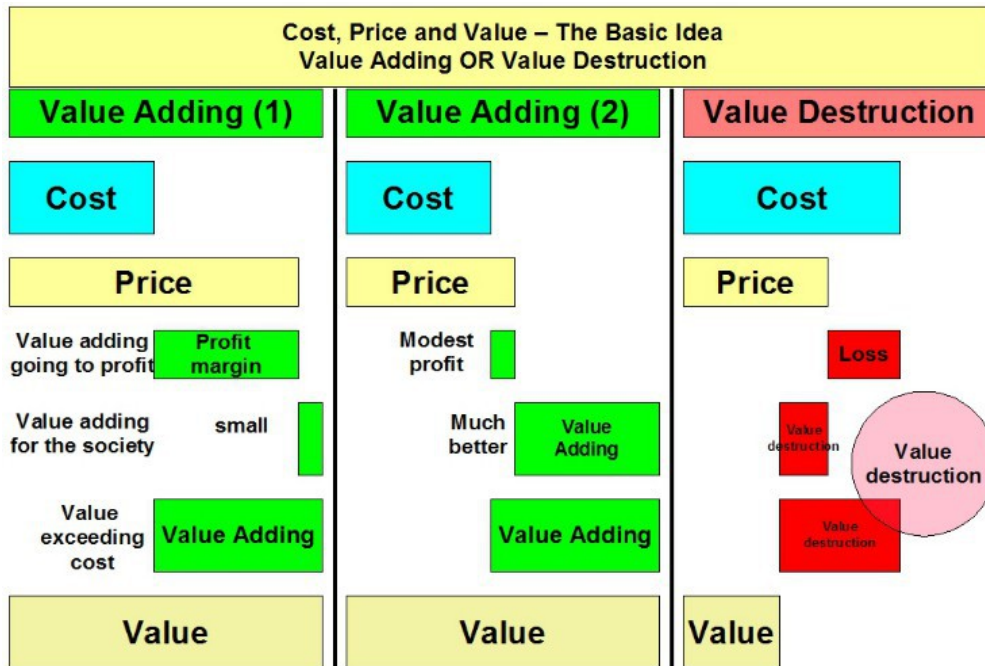 Cost, Price and Value – The Basic Idea
Value Adding OR Value Destruction
Value Adding (1)
Cost
Price
Value adding
going to profit
Profit
margin
Value adding
for the society
small
Value
exceeding
cost
Value Adding
Value
Value Adding (2)
Cost
Price
Modest
profit
Much
better
Value
Adding
Value Adding
Value
Value Destruction
Cost
Price
Loss
Value
destruction
Value
destruction
Value
destruction
Value